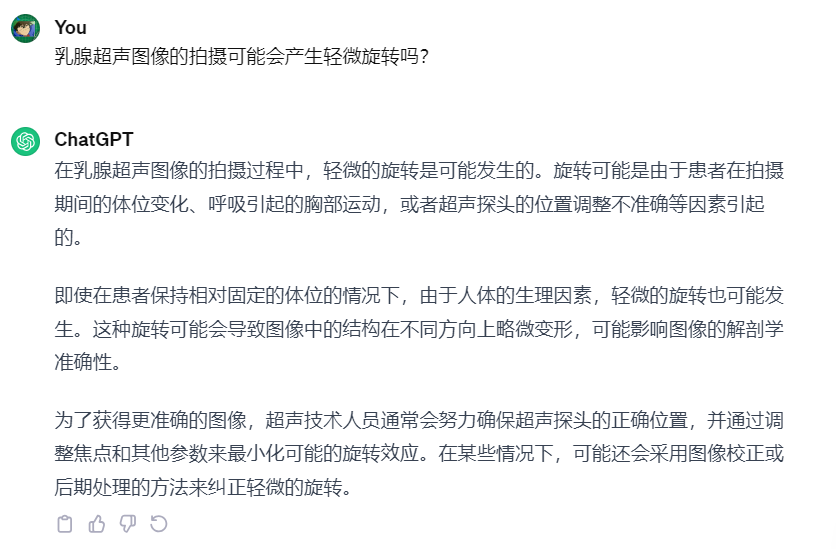 You
乳腺超声图像的拍摄可能会产生轻微旋转吗？
ChatGPT
在乳腺超声图像的拍摄过程中，轻微的旋转是可能发生的。旋转可能是由于患者在拍摄
期间的体位变化、呼吸引起的胸部运动，或者超声探头的位置调整不准确等因素引起
的。
即使在患者保持相对固定的体位的情况下，由于人体的生理因素，轻微的旋转也可能发
生。这种旋转可能会导致图像中的结构在不同方向上略微变形，可能影响图像的解剖学
准确性。
为了获得更准确的图像，超声技术人员通常会努力确保超声探头的正确位置，并通过调
整焦点和其他参数来最小化可能的旋转效应。在某些情况下，可能还会采用图像校正或
后期处理的方法来纠正轻微的旋转。